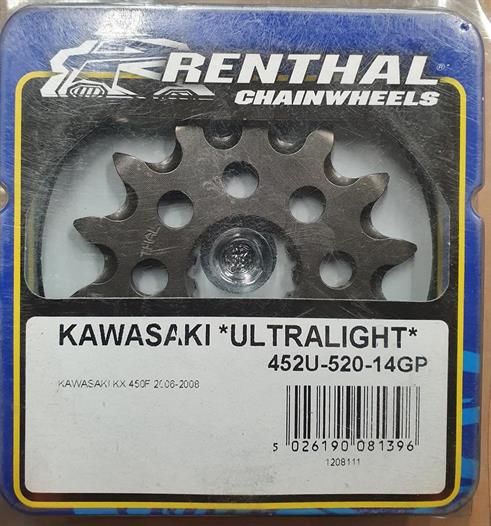 RENTHAL®
CHAINWHEELS
KAWASAKI *ULTRALIGHT*
452U-520-14GP
KAWASAKI KX 450F 2006-2008
5 026190 081396
1208111